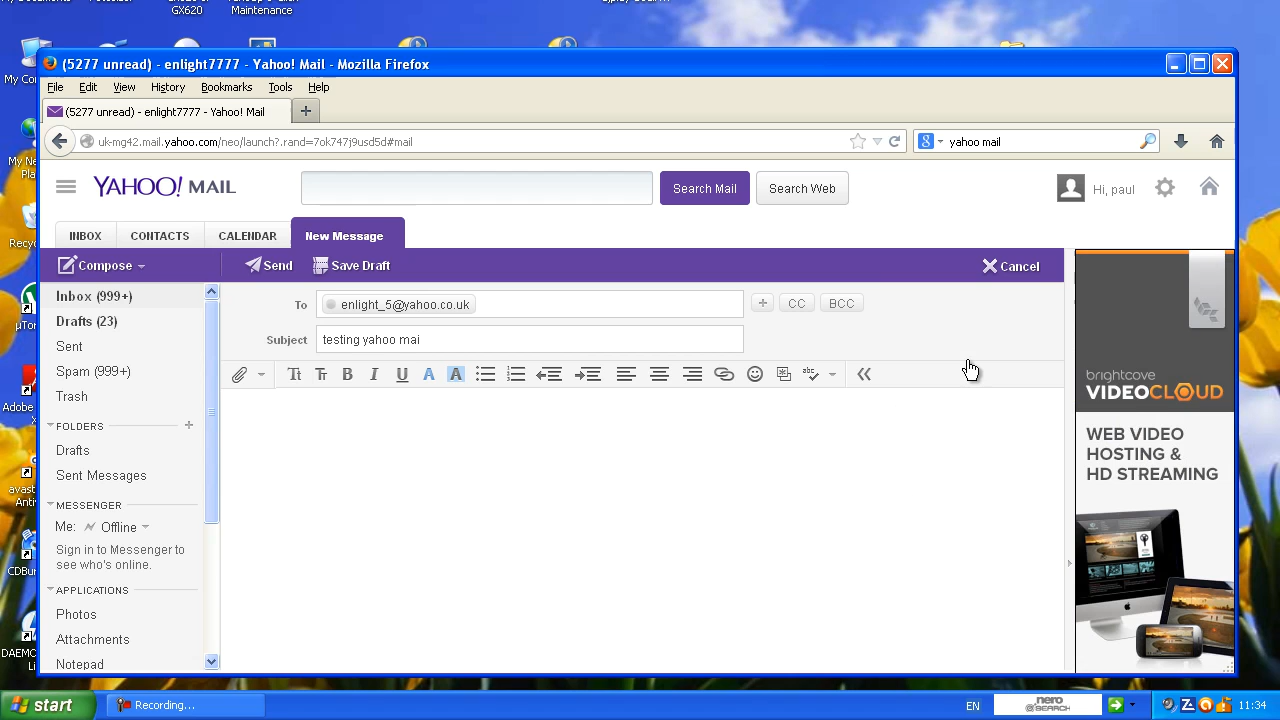 GX620
Maintenance
(5277 unread) - enlight7777 - Yahoo! Mail - Mozilla Firefox
File Edit View History Bookmarks Tools Help
(5277 unread) - enlight7777 - Yahoo! Mail
uk-mg42.mail.yahoo.com/neo/launch?.rand=7ok747j9usd5d#mail
yahoo mail
YAHOO! MAIL
Search Mail
Search Web
Hi, paul
INBOX CONTACTS CALENDAR New Message
Compose
Send Save Draft
Cancel
Inbox (999+)
Drafts (23)
Sent
Spam (999+)
Trash
FOLDERS
Drafts
Sent Messages
MESSENGER
Me: Offline
Sign in to Messenger to
see who's online.
APPLICATIONS
Photos
Attachments
Notepad
To enlight_5@yahoo.co.uk + CC BCC
Subject testing yahoo mai
brightcove
VIDEOCLOUD
WEB VIDEO
HOSTING &
HD STREAMING
My Co
My Ne
Pla
Recyc
µTor
Adobe
X
avast
Anti
CDBur
DAEMO
Li
start
Recording...
EN
nero
@SEARCH
11:34